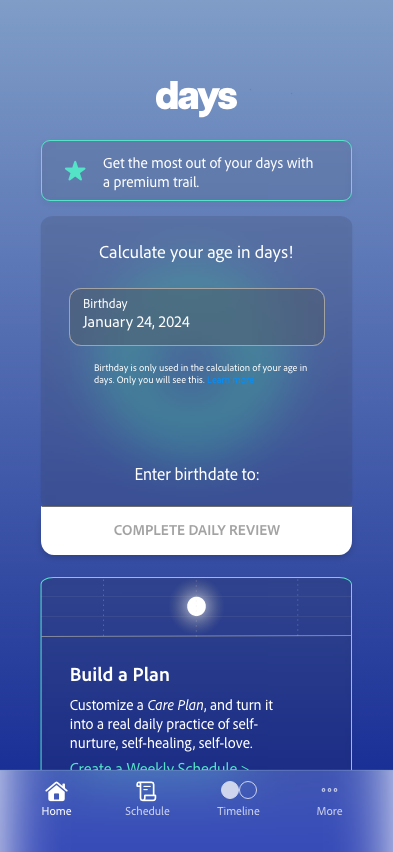 days
Get the most out of your days with
a premium trail.
Calculate your age in days!
Birthday
January 24, 2024
Birthday is only used in the calculation of your age in
days. Only you will see this.
Enter birthdate to:
COMPLETE DAILY REVIEW
Build a Plan
Customize a Care Plan, and turn it
into a real daily practice of self-
nurture, self-healing, self-love.
Create a Weekly Schedule >
Home
Schedule
Timeline
More